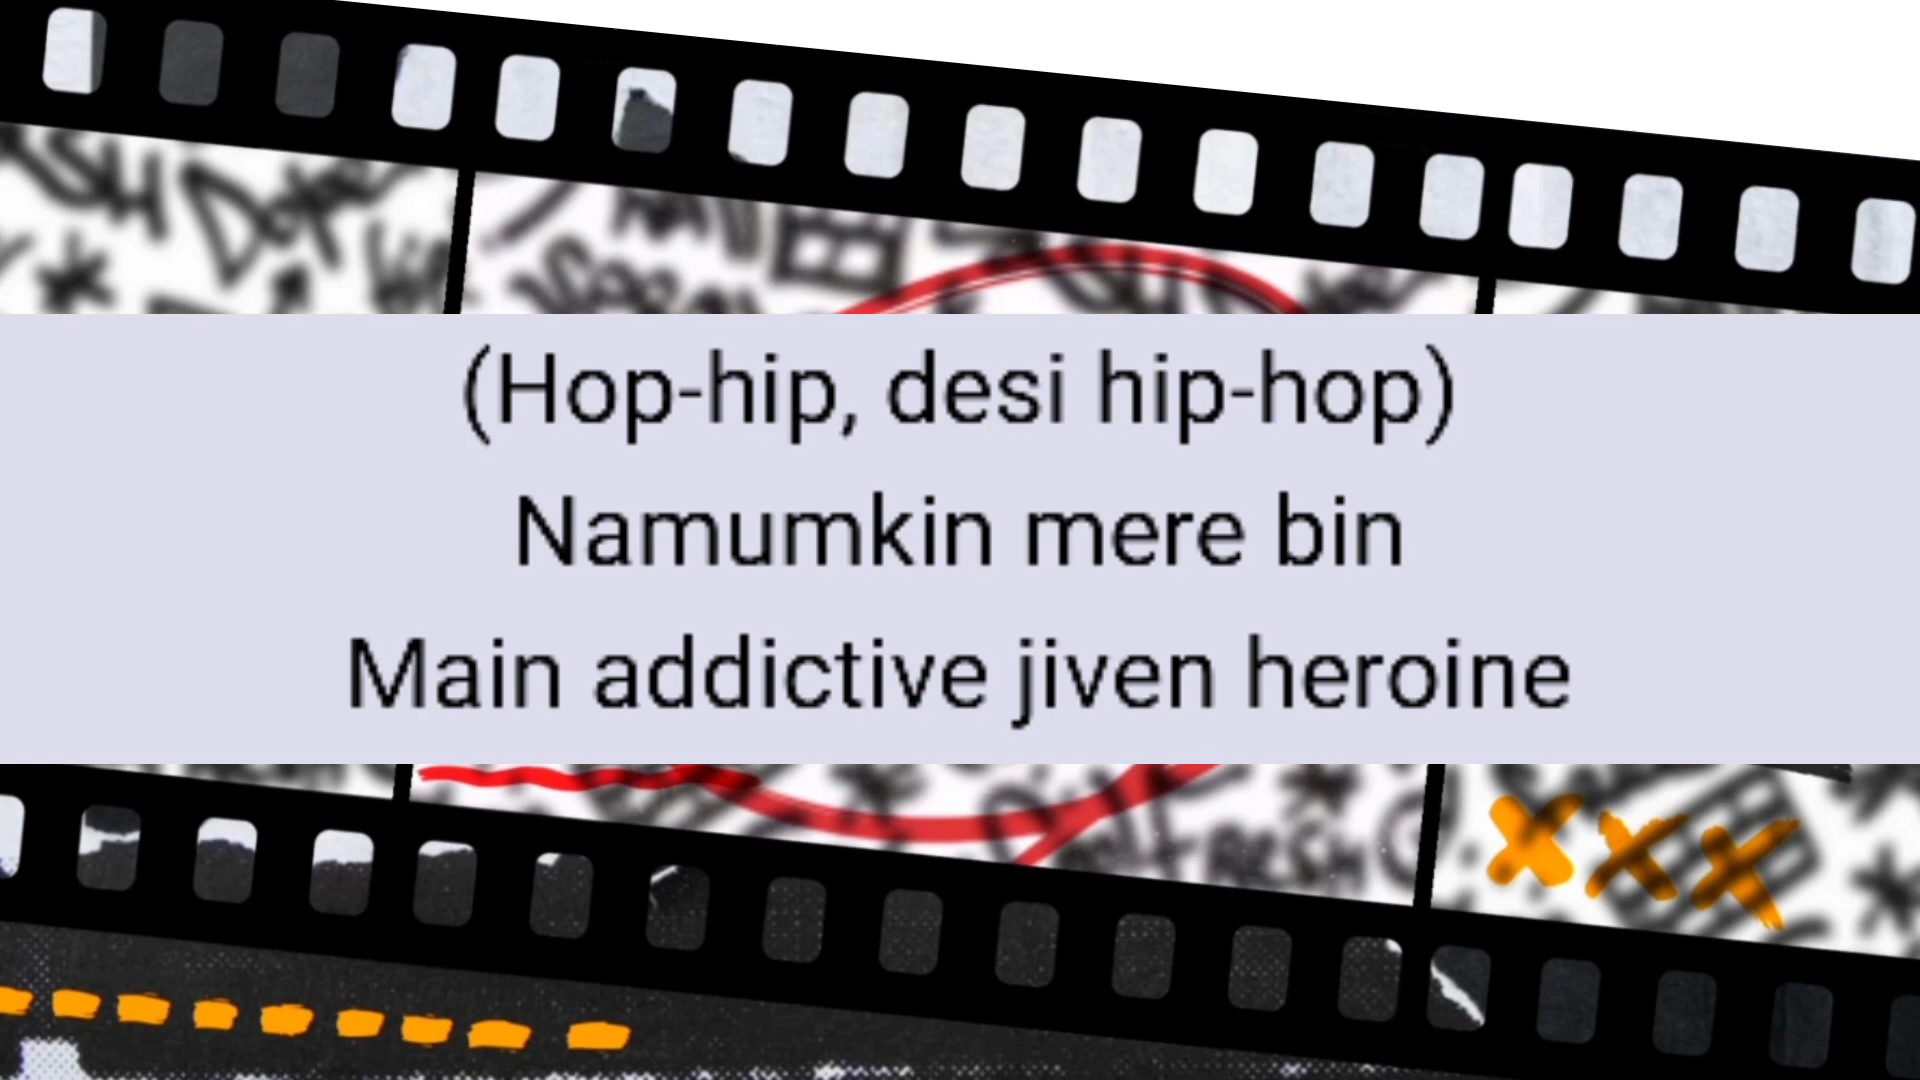 (Hop-hip, desi hip-hop)
Namumkin mere bin
Main addictive jiven heroine